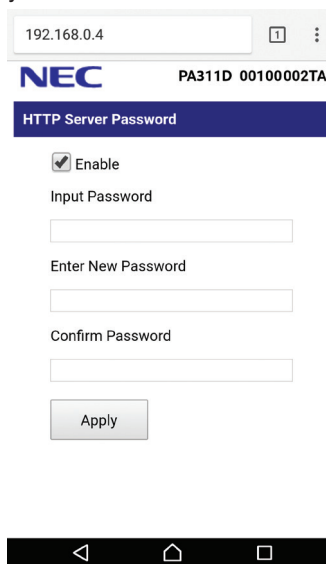 192.168.0.4 1
NEC PA311D 00100002TA
HTTP Server Password
Enable
Input Password
Enter New Password
Confirm Password
Apply